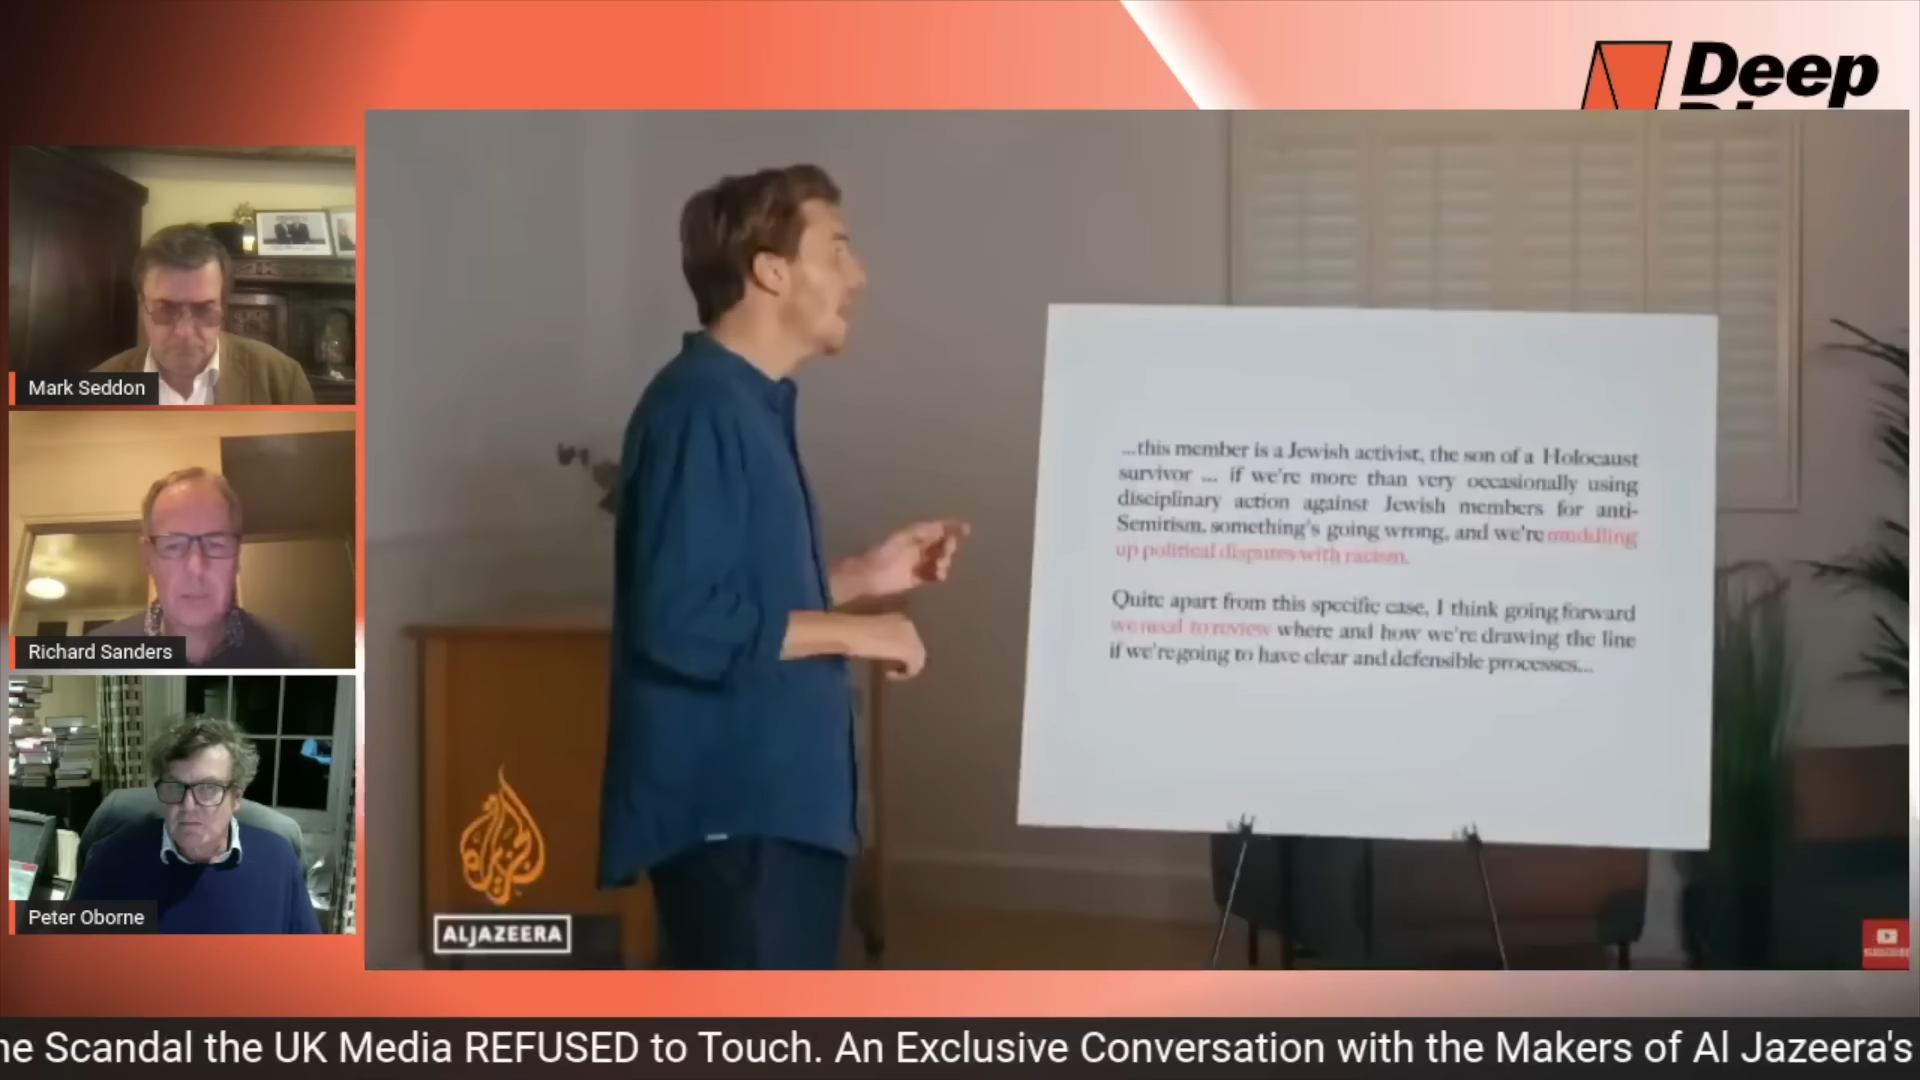 Deep
Mark Seddon
Richard Sanders
Peter Oborne
...this member is a Jewish activist, the son of a Holocaust
survivor ... if we're more than very occasionally using
disciplinary action against Jewish members for anti-
Semitism, something's going wrong, and we're muddling
up political disputes with racism.
Quite apart from this specific case, I think going forward
we need to review where and how we're drawing the line
if we're going to have clear and defensible processes...
الجزيرة
ALJAZEERA
he Scandal the UK Media REFUSED to Touch. An Exclusive Conversation with the Makers of Al Jazeera's